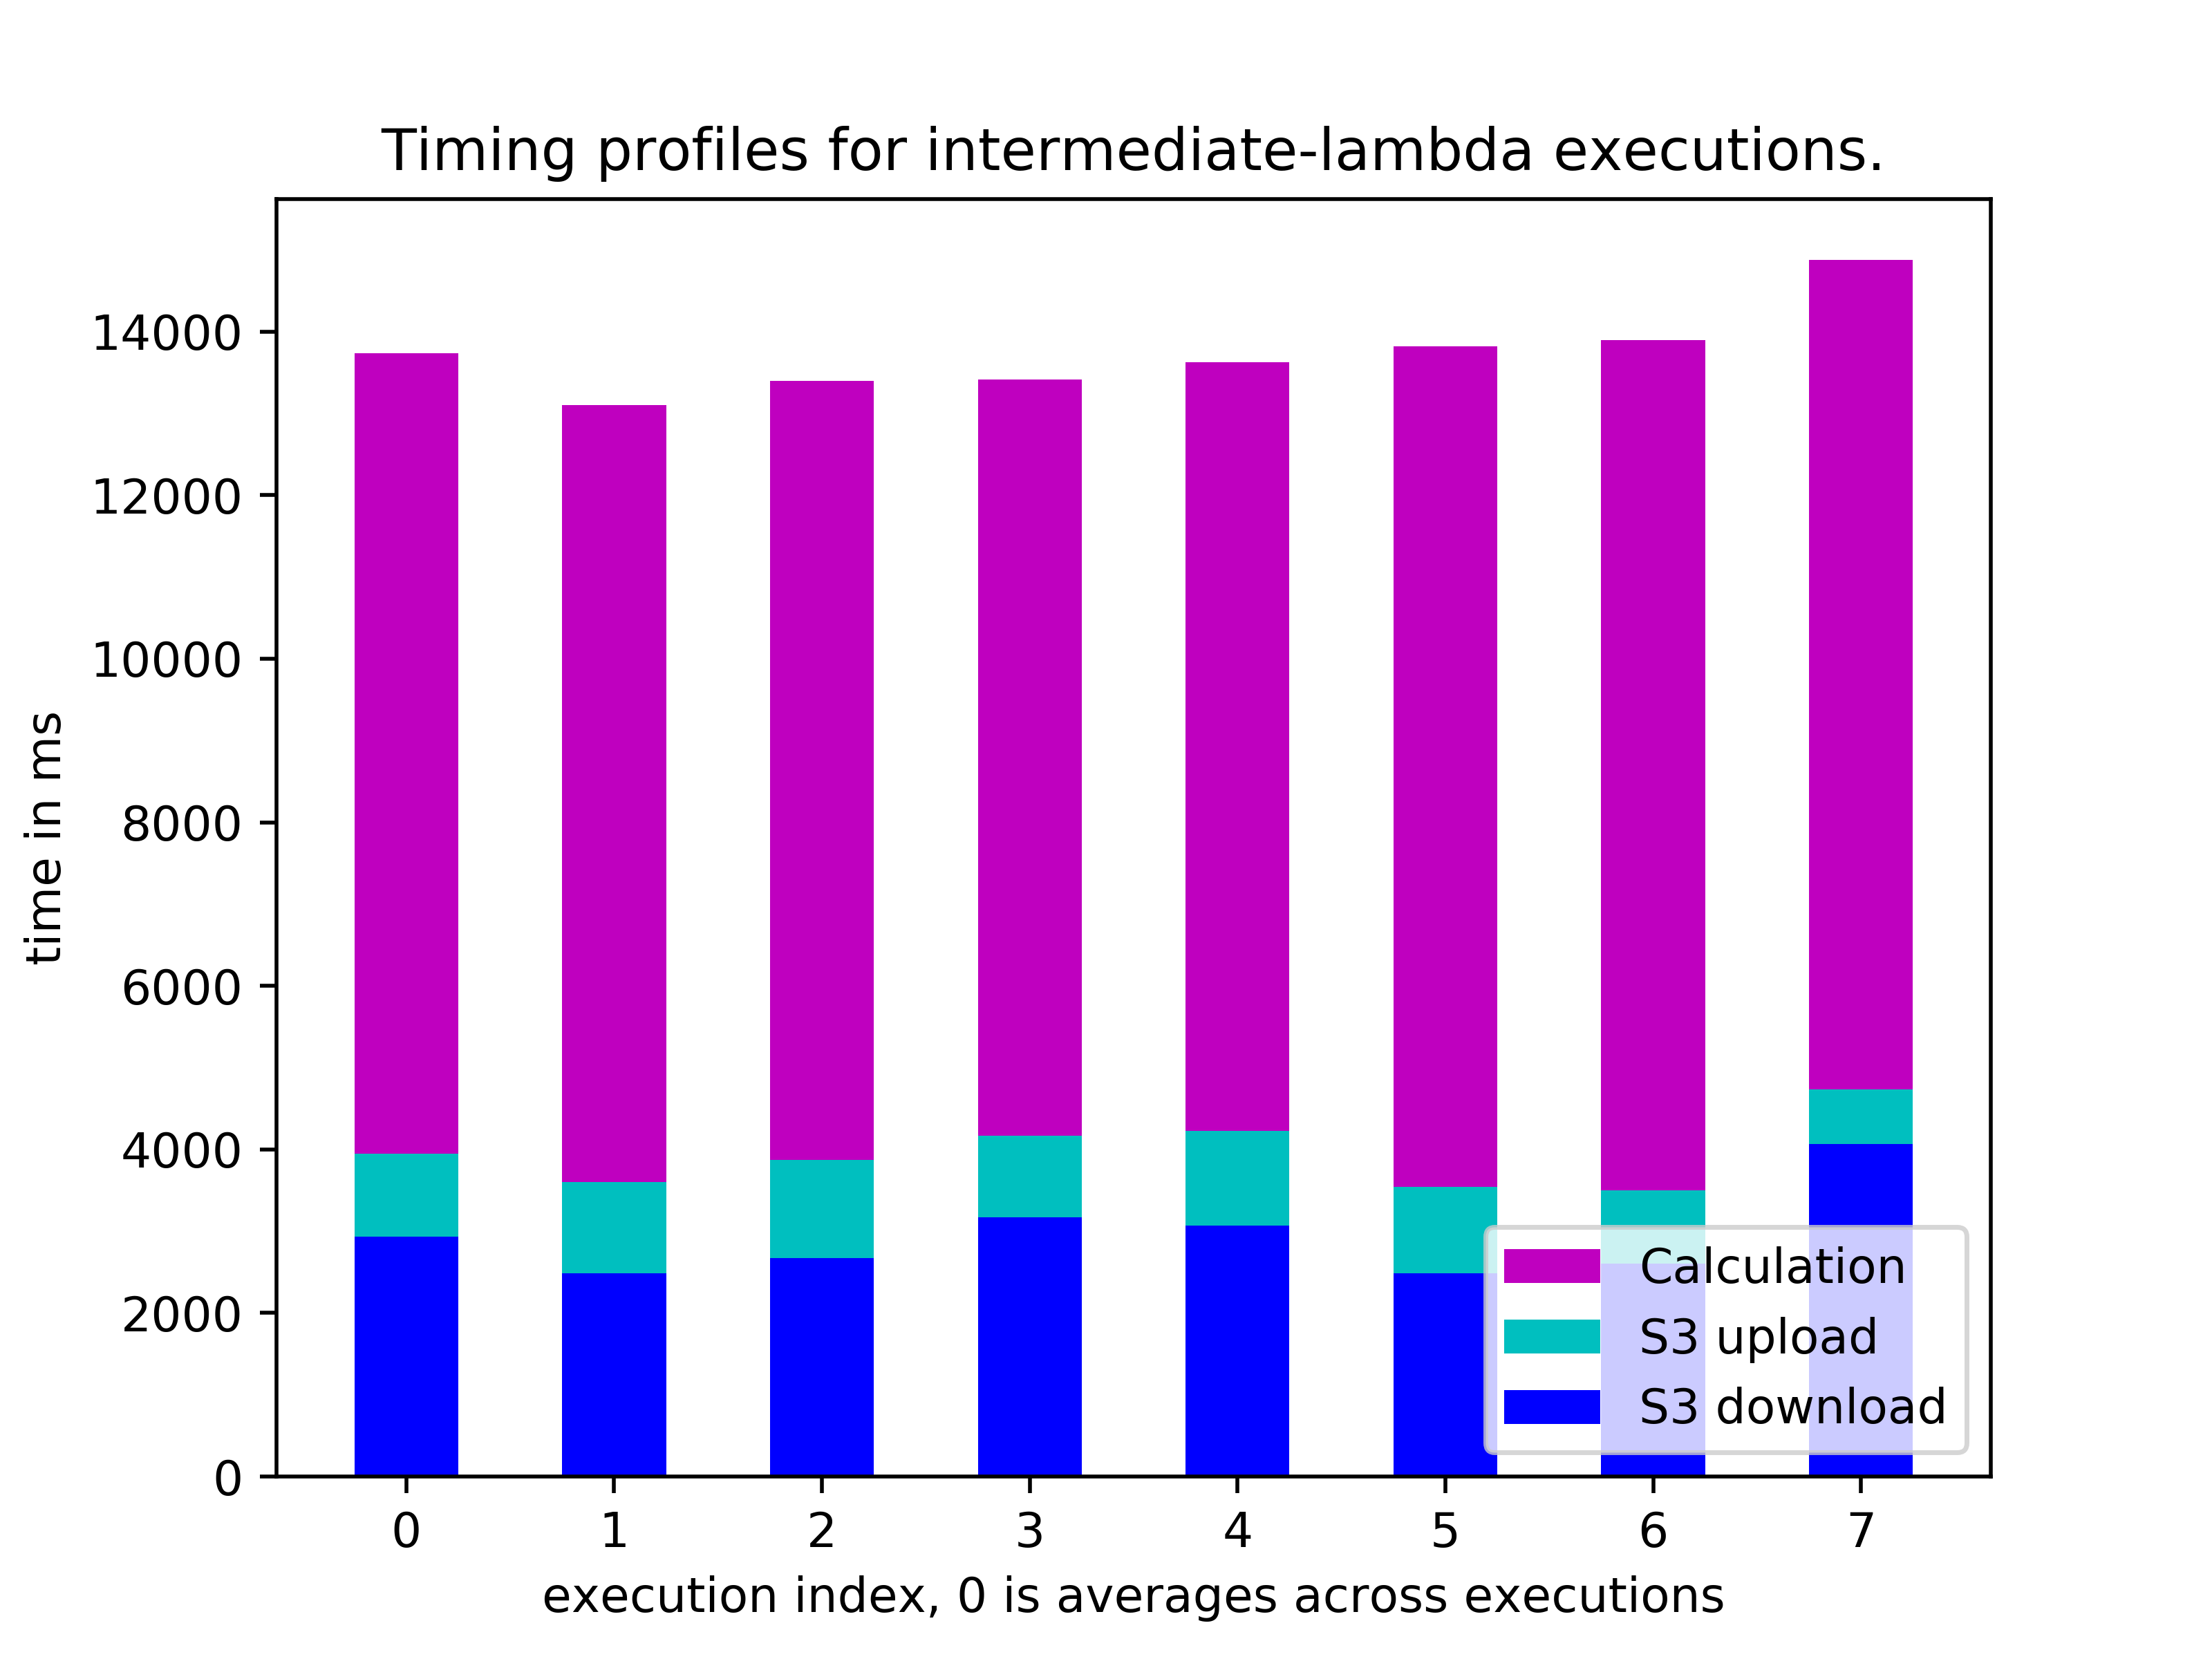 Timing profiles for intermediate-lambda executions.
14000
12000
10000
8000
6000
4000
2000
0
time in ms
Calculation
S3 upload
S3 download
0 1 2 3 4 5 6 7
execution index, 0 is averages across executions